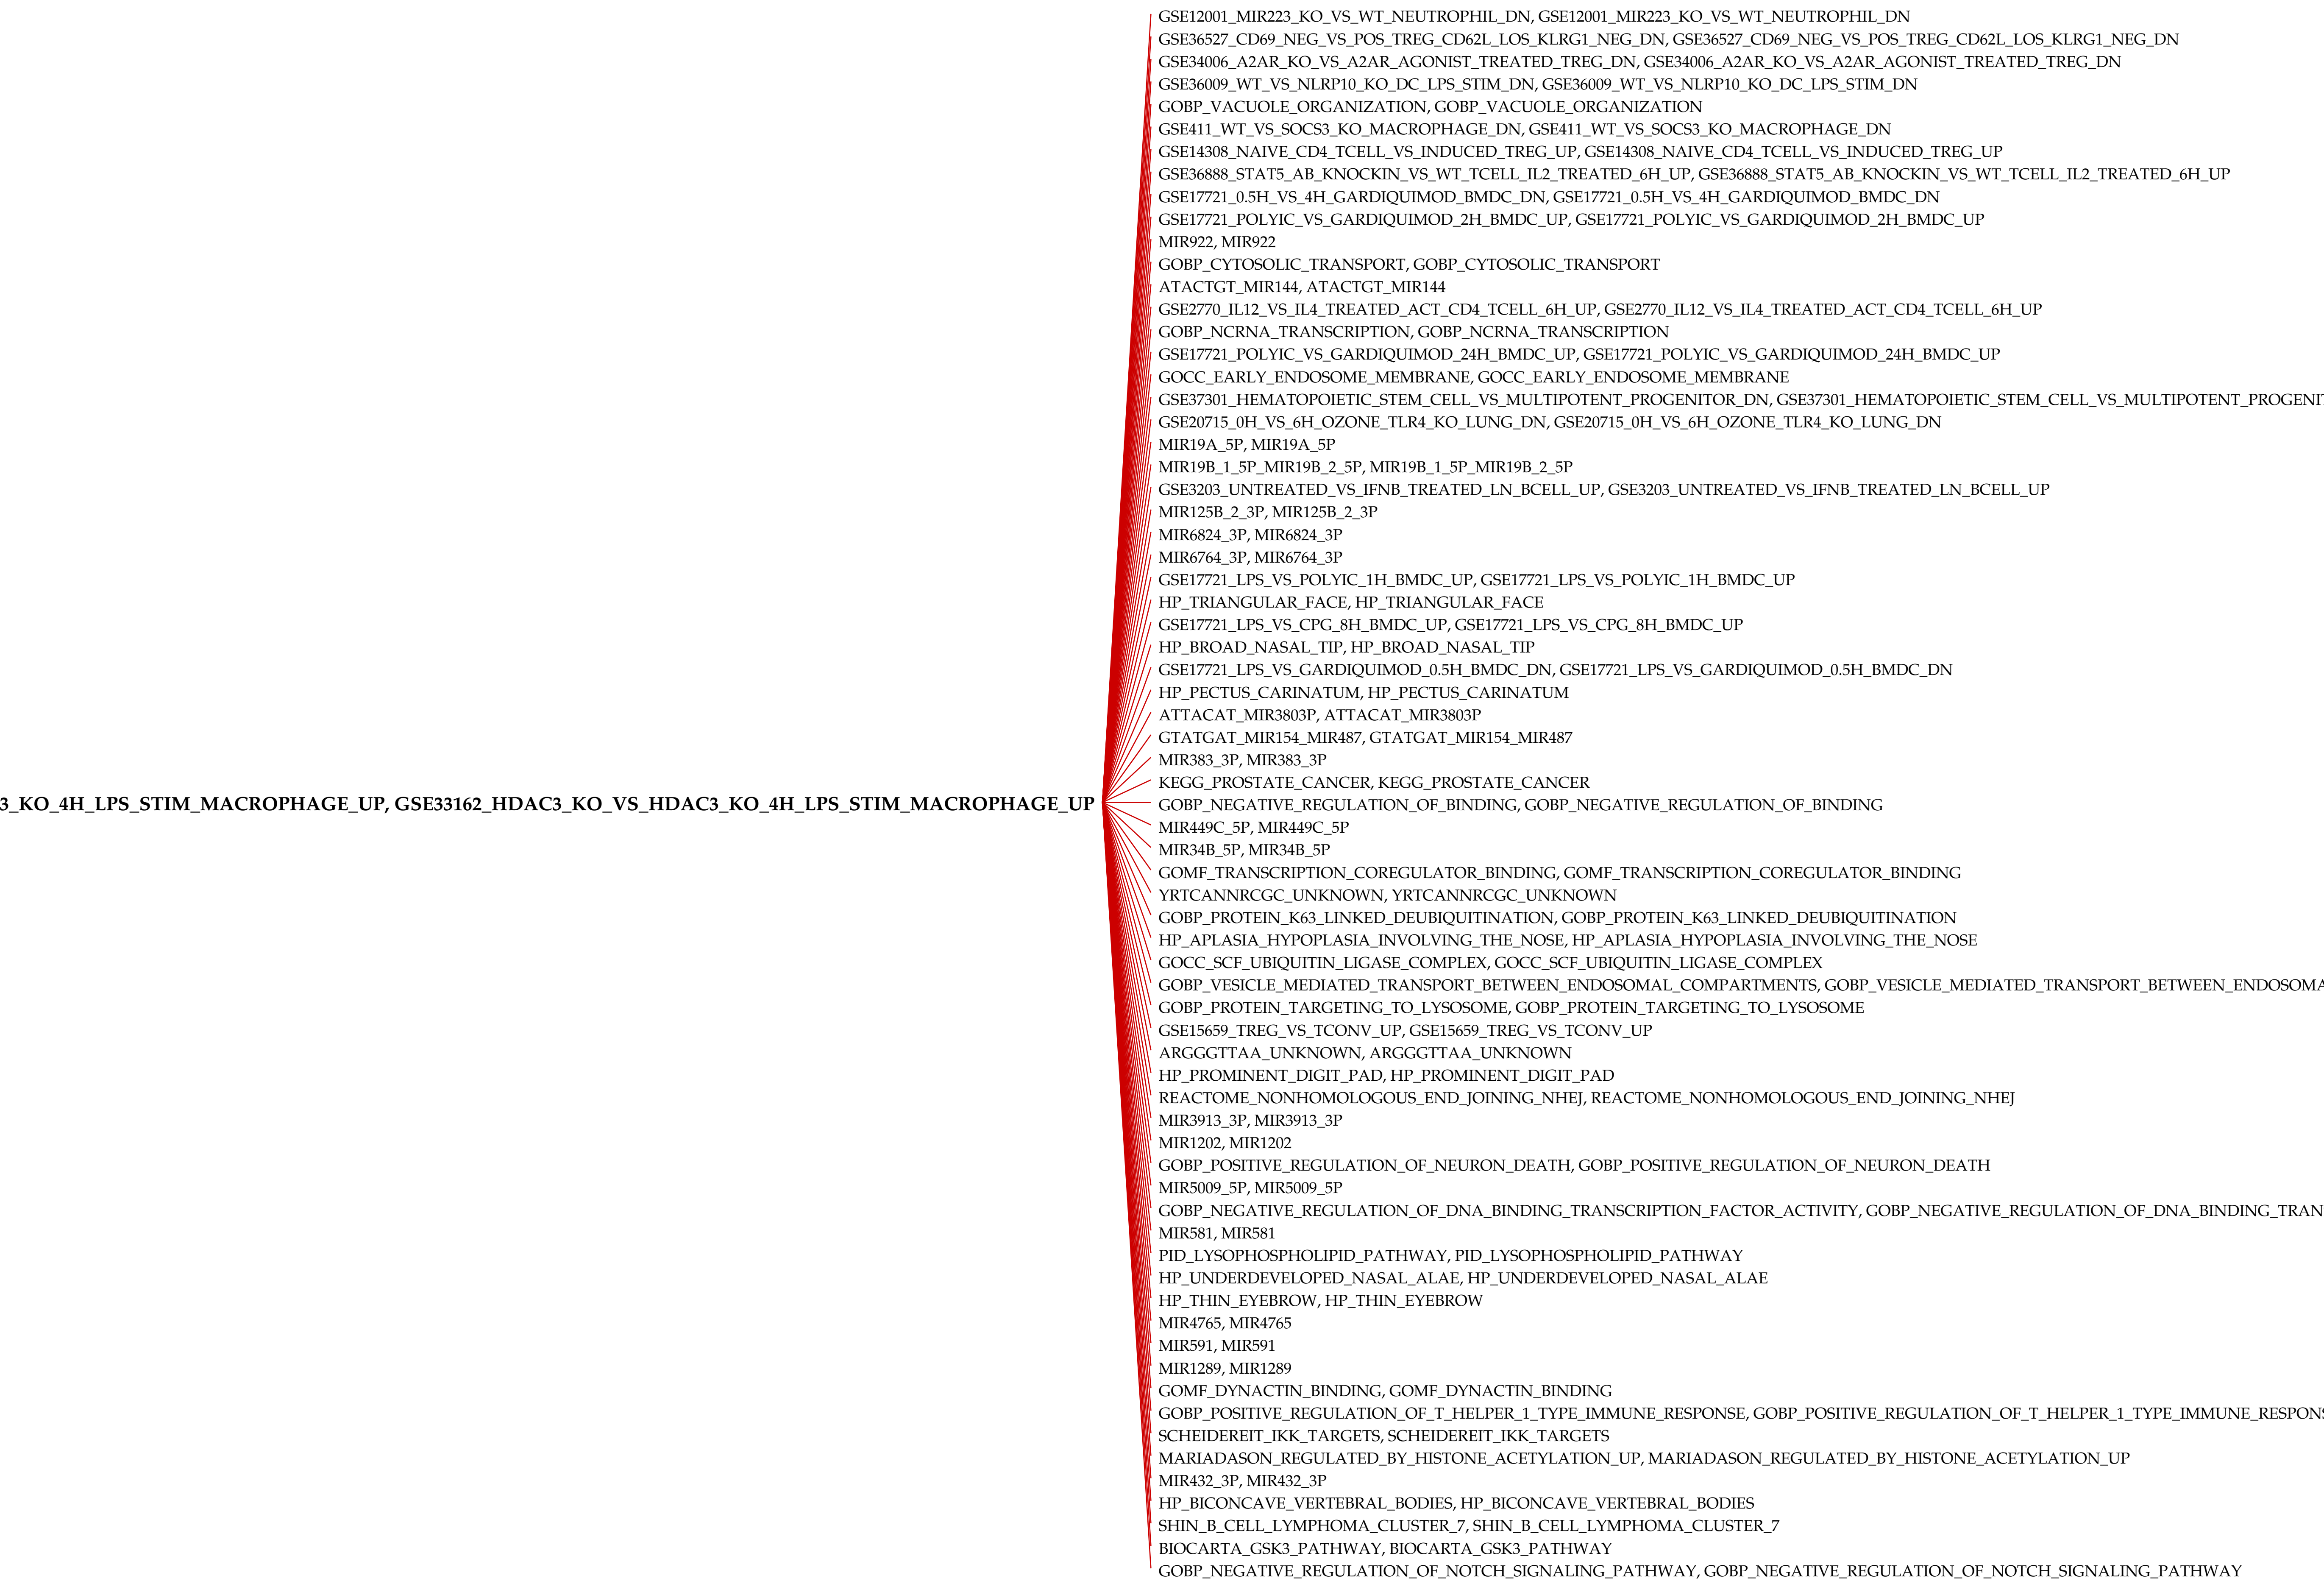 GSE12001_MIR223_KO_VS_WT_NEUTROPHIL_DN, GSE12001_MIR223_KO_VS_WT_NEUTROPHIL_DN
GSE36527_CD69_NEG_VS_POS_TREG_CD62L_LOS_KLRG1_NEG_DN, GSE36527_CD69_NEG_VS_POS_TREG_CD62L_LOS_KLRG1_NEG_DN
GSE34006_A2AR_KO_VS_A2AR_AGONIST_TREATED_TREG_DN, GSE34006_A2AR_KO_VS_A2AR_AGONIST_TREATED_TREG_DN
GSE36009_WT_VS_NLRP10_KO_DC_LPS_STIM_DN, GSE36009_WT_VS_NLRP10_KO_DC_LPS_STIM_DN
GOBP_VACUOLE_ORGANIZATION, GOBP_VACUOLE_ORGANIZATION
GSE411_WT_VS_SOCS3_KO_MACROPHAGE_DN, GSE411_WT_VS_SOCS3_KO_MACROPHAGE_DN
GSE14308_NAIVE_CD4_TCELL_VS_INDUCED_TREG_UP, GSE14308_NAIVE_CD4_TCELL_VS_INDUCED_TREG_UP
GSE36888_STAT5_AB_KNOCKIN_VS_WT_TCELL_IL2_TREATED_6H_UP, GSE36888_STAT5_AB_KNOCKIN_VS_WT_TCELL_IL2_TREATED_6H_UP
GSE17721_0.5H_VS_4H_GARDIQUIMOD_BMDC_DN, GSE17721_0.5H_VS_4H_GARDIQUIMOD_BMDC_DN
GSE17721_POLYIC_VS_GARDIQUIMOD_2H_BMDC_UP, GSE17721_POLYIC_VS_GARDIQUIMOD_2H_BMDC_UP
MIR922, MIR922
GOBP_CYTOSOLIC_TRANSPORT, GOBP_CYTOSOLIC_TRANSPORT
ATACTGT_MIR144, ATACTGT_MIR144
GSE2770_IL12_VS_IL4_TREATED_ACT_CD4_TCELL_6H_UP, GSE2770_IL12_VS_IL4_TREATED_ACT_CD4_TCELL_6H_UP
GOBP_NCRNA_TRANSCRIPTION, GOBP_NCRNA_TRANSCRIPTION
GSE17721_POLYIC_VS_GARDIQUIMOD_24H_BMDC_UP, GSE17721_POLYIC_VS_GARDIQUIMOD_24H_BMDC_UP
GOCC_EARLY_ENDOSOME_MEMBRANE, GOCC_EARLY_ENDOSOME_MEMBRANE
GSE37301_HEMATOPOIETIC_STEM_CELL_VS_MULTIPOTENT_PROGENITOR_DN, GSE37301_HEMATOPOIETIC_STEM_CELL_VS_MULTIPOTENT_PROGENIT
GSE20715_0H_VS_6H_OZONE_TLR4_KO_LUNG_DN, GSE20715_0H_VS_6H_OZONE_TLR4_KO_LUNG_DN
MIR19A_5P, MIR19A_5P
MIR19B_1_5P_MIR19B_2_5P, MIR19B_1_5P_MIR19B_2_5P
GSE3203_UNTREATED_VS_IFNB_TREATED_LN_BCELL_UP, GSE3203_UNTREATED_VS_IFNB_TREATED_LN_BCELL_UP
MIR125B_2_3P, MIR125B_2_3P
MIR6824_3P, MIR6824_3P
MIR6764_3P, MIR6764_3P
GSE17721_LPS_VS_POLYIC_1H_BMDC_UP, GSE17721_LPS_VS_POLYIC_1H_BMDC_UP
HP_TRIANGULAR_FACE, HP_TRIANGULAR_FACE
GSE17721_LPS_VS_CPG_8H_BMDC_UP, GSE17721_LPS_VS_CPG_8H_BMDC_UP
HP_BROAD_NASAL_TIP, HP_BROAD_NASAL_TIP
GSE17721_LPS_VS_GARDIQUIMOD_0.5H_BMDC_DN, GSE17721_LPS_VS_GARDIQUIMOD_0.5H_BMDC_DN
HP_PECTUS_CARINATUM, HP_PECTUS_CARINATUM
ATTACAT_MIR3803P, ATTACAT_MIR3803P
GTATGAT_MIR154_MIR487, GTATGAT_MIR154_MIR487
MIR383_3P, MIR383_3P
KEGG_PROSTATE_CANCER, KEGG_PROSTATE_CANCER
3_KO_4H_LPS_STIM_MACROPHAGE_UP, GSE33162_HDAC3_KO_VS_HDAC3_KO_4H_LPS_STIM_MACROPHAGE_UP
GOBP_NEGATIVE_REGULATION_OF_BINDING, GOBP_NEGATIVE_REGULATION_OF_BINDING
MIR449C_5P, MIR449C_5P
MIR34B_5P, MIR34B_5P
GOMF_TRANSCRIPTION_COREGULATOR_BINDING, GOMF_TRANSCRIPTION_COREGULATOR_BINDING
YRTCANNRCGC_UNKNOWN, YRTCANNRCGC_UNKNOWN
GOBP_PROTEIN_K63_LINKED_DEUBIQUITINATION, GOBP_PROTEIN_K63_LINKED_DEUBIQUITINATION
HP_APLASIA_HYPOPLASIA_INVOLVING_THE_NOSE, HP_APLASIA_HYPOPLASIA_INVOLVING_THE_NOSE
GOCC_SCF_UBIQUITIN_LIGASE_COMPLEX, GOCC_SCF_UBIQUITIN_LIGASE_COMPLEX
GOBP_VESICLE_MEDIATED_TRANSPORT_BETWEEN_ENDOSOMAL_COMPARTMENTS, GOBP_VESICLE_MEDIATED_TRANSPORT_BETWEEN_ENDOSOMA
GOBP_PROTEIN_TARGETING_TO_LYSOSOME, GOBP_PROTEIN_TARGETING_TO_LYSOSOME
GSE15659_TREG_VS_TCONV_UP, GSE15659_TREG_VS_TCONV_UP
ARGGGTTAA_UNKNOWN, ARGGGTTAA_UNKNOWN
HP_PROMINENT_DIGIT_PAD, HP_PROMINENT_DIGIT_PAD
REACTOME_NONHOMOLOGOUS_END_JOINING_NHEJ, REACTOME_NONHOMOLOGOUS_END_JOINING_NHEJ
MIR3913_3P, MIR3913_3P
MIR1202, MIR1202
GOBP_POSITIVE_REGULATION_OF_NEURON_DEATH, GOBP_POSITIVE_REGULATION_OF_NEURON_DEATH
MIR5009_5P, MIR5009_5P
GOBP_NEGATIVE_REGULATION_OF_DNA_BINDING_TRANSCRIPTION_FACTOR_ACTIVITY, GOBP_NEGATIVE_REGULATION_OF_DNA_BINDING_TRAN
MIR581, MIR581
PID_LYSOPHOSPHOLIPID_PATHWAY, PID_LYSOPHOSPHOLIPID_PATHWAY
HP_UNDERDEVELOPED_NASAL_ALAE, HP_UNDERDEVELOPED_NASAL_ALAE
HP_THIN_EYEBROW, HP_THIN_EYEBROW
MIR4765, MIR4765
MIR591, MIR591
MIR1289, MIR1289
GOMF_DYNACTIN_BINDING, GOMF_DYNACTIN_BINDING
GOBP_POSITIVE_REGULATION_OF_T_HELPER_1_TYPE_IMMUNE_RESPONSE, GOBP_POSITIVE_REGULATION_OF_T_HELPER_1_TYPE_IMMUNE_RESPONS
SCHEIDEREIT_IKK_TARGETS, SCHEIDEREIT_IKK_TARGETS
MARIADASON_REGULATED_BY_HISTONE_ACETYLATION_UP, MARIADASON_REGULATED_BY_HISTONE_ACETYLATION_UP
MIR432_3P, MIR432_3P
HP_BICONCAVE_VERTEBRAL_BODIES, HP_BICONCAVE_VERTEBRAL_BODIES
SHIN_B_CELL_LYMPHOMA_CLUSTER_7, SHIN_B_CELL_LYMPHOMA_CLUSTER_7
BIOCARTA_GSK3_PATHWAY, BIOCARTA_GSK3_PATHWAY
GOBP_NEGATIVE_REGULATION_OF_NOTCH_SIGNALING_PATHWAY, GOBP_NEGATIVE_REGULATION_OF_NOTCH_SIGNALING_PATHWAY